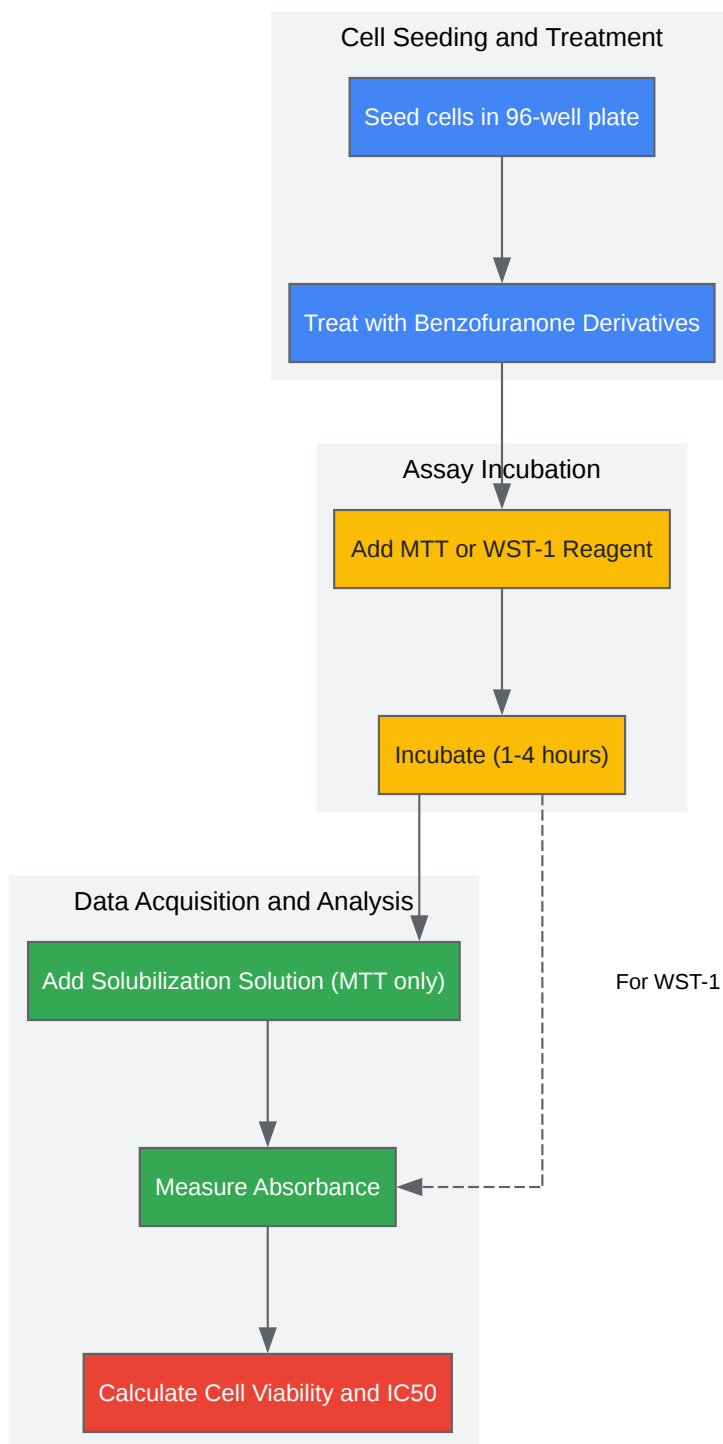 Cell Seeding and Treatment
Seed cells in 96-well plate
Treat with Benzofuranone Derivatives
Assay Incubation
Add MTT or WST-1 Reagent
Incubate (1-4 hours)
Data Acquisition and Analysis
Add Solubilization Solution (MTT only)
For WST-1
Measure Absorbance
Calculate Cell Viability and IC50